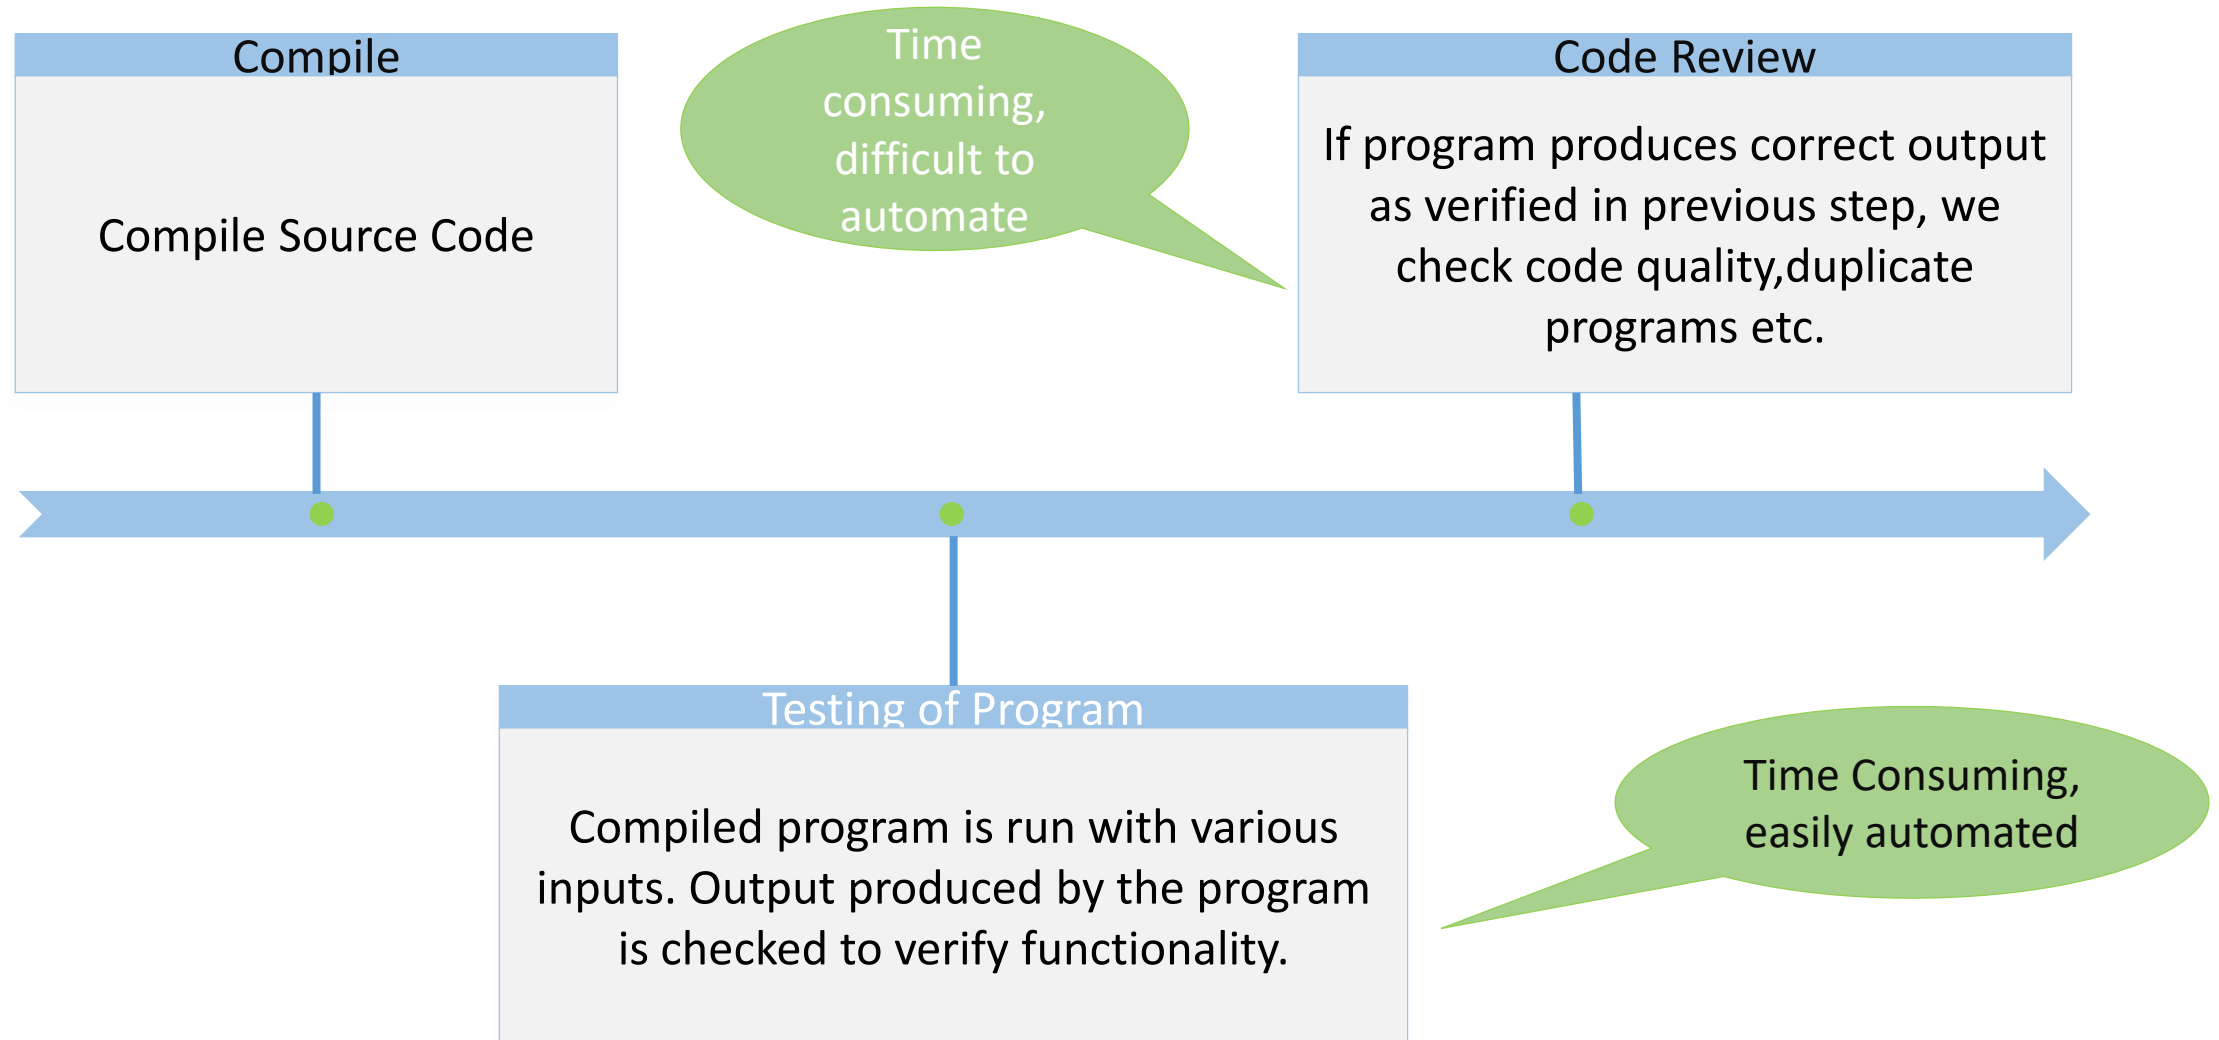 Compile
Compile Source Code
Time
consuming,
difficult to
automate
Code Review
If program produces correct output
as verified in previous step, we
check code quality,duplicate
programs etc.
Testing of Program
Compiled program is run with various
inputs. Output produced by the program
is checked to verify functionality.
Time Consuming,
easily automated